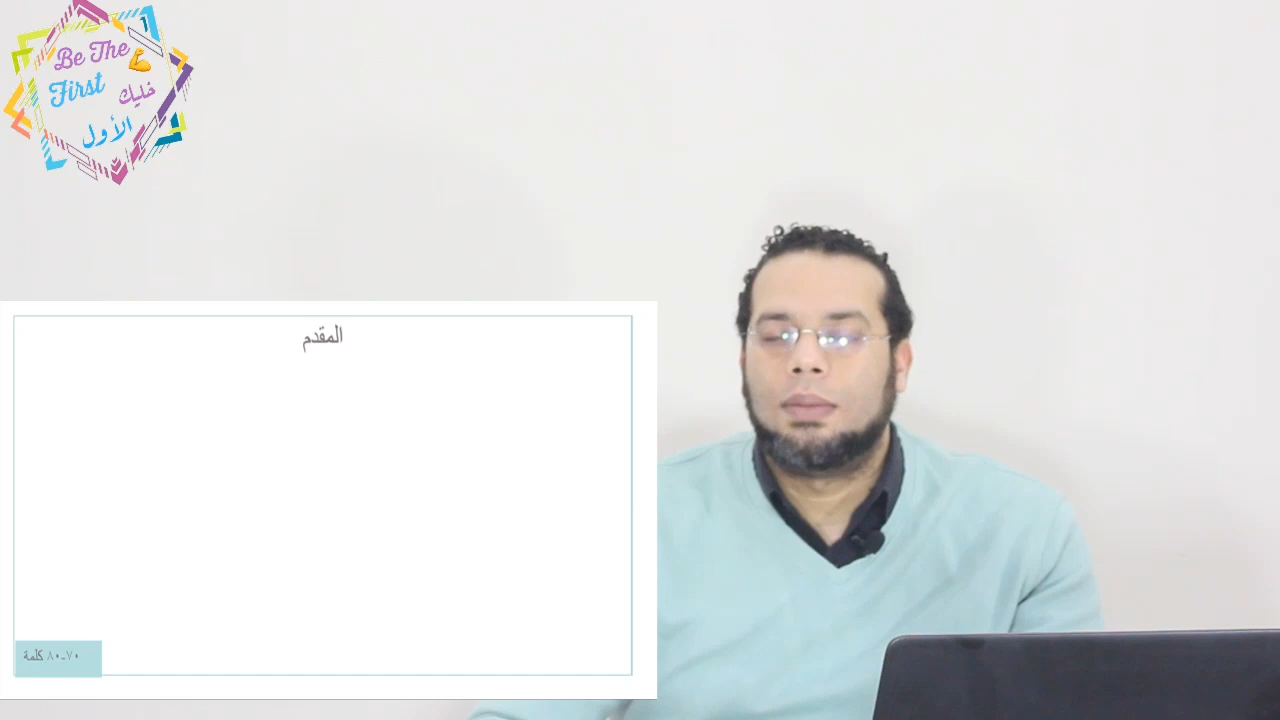 Be The
First
خليك
الأول
المقدم
٧٠-٨٠ كلمة